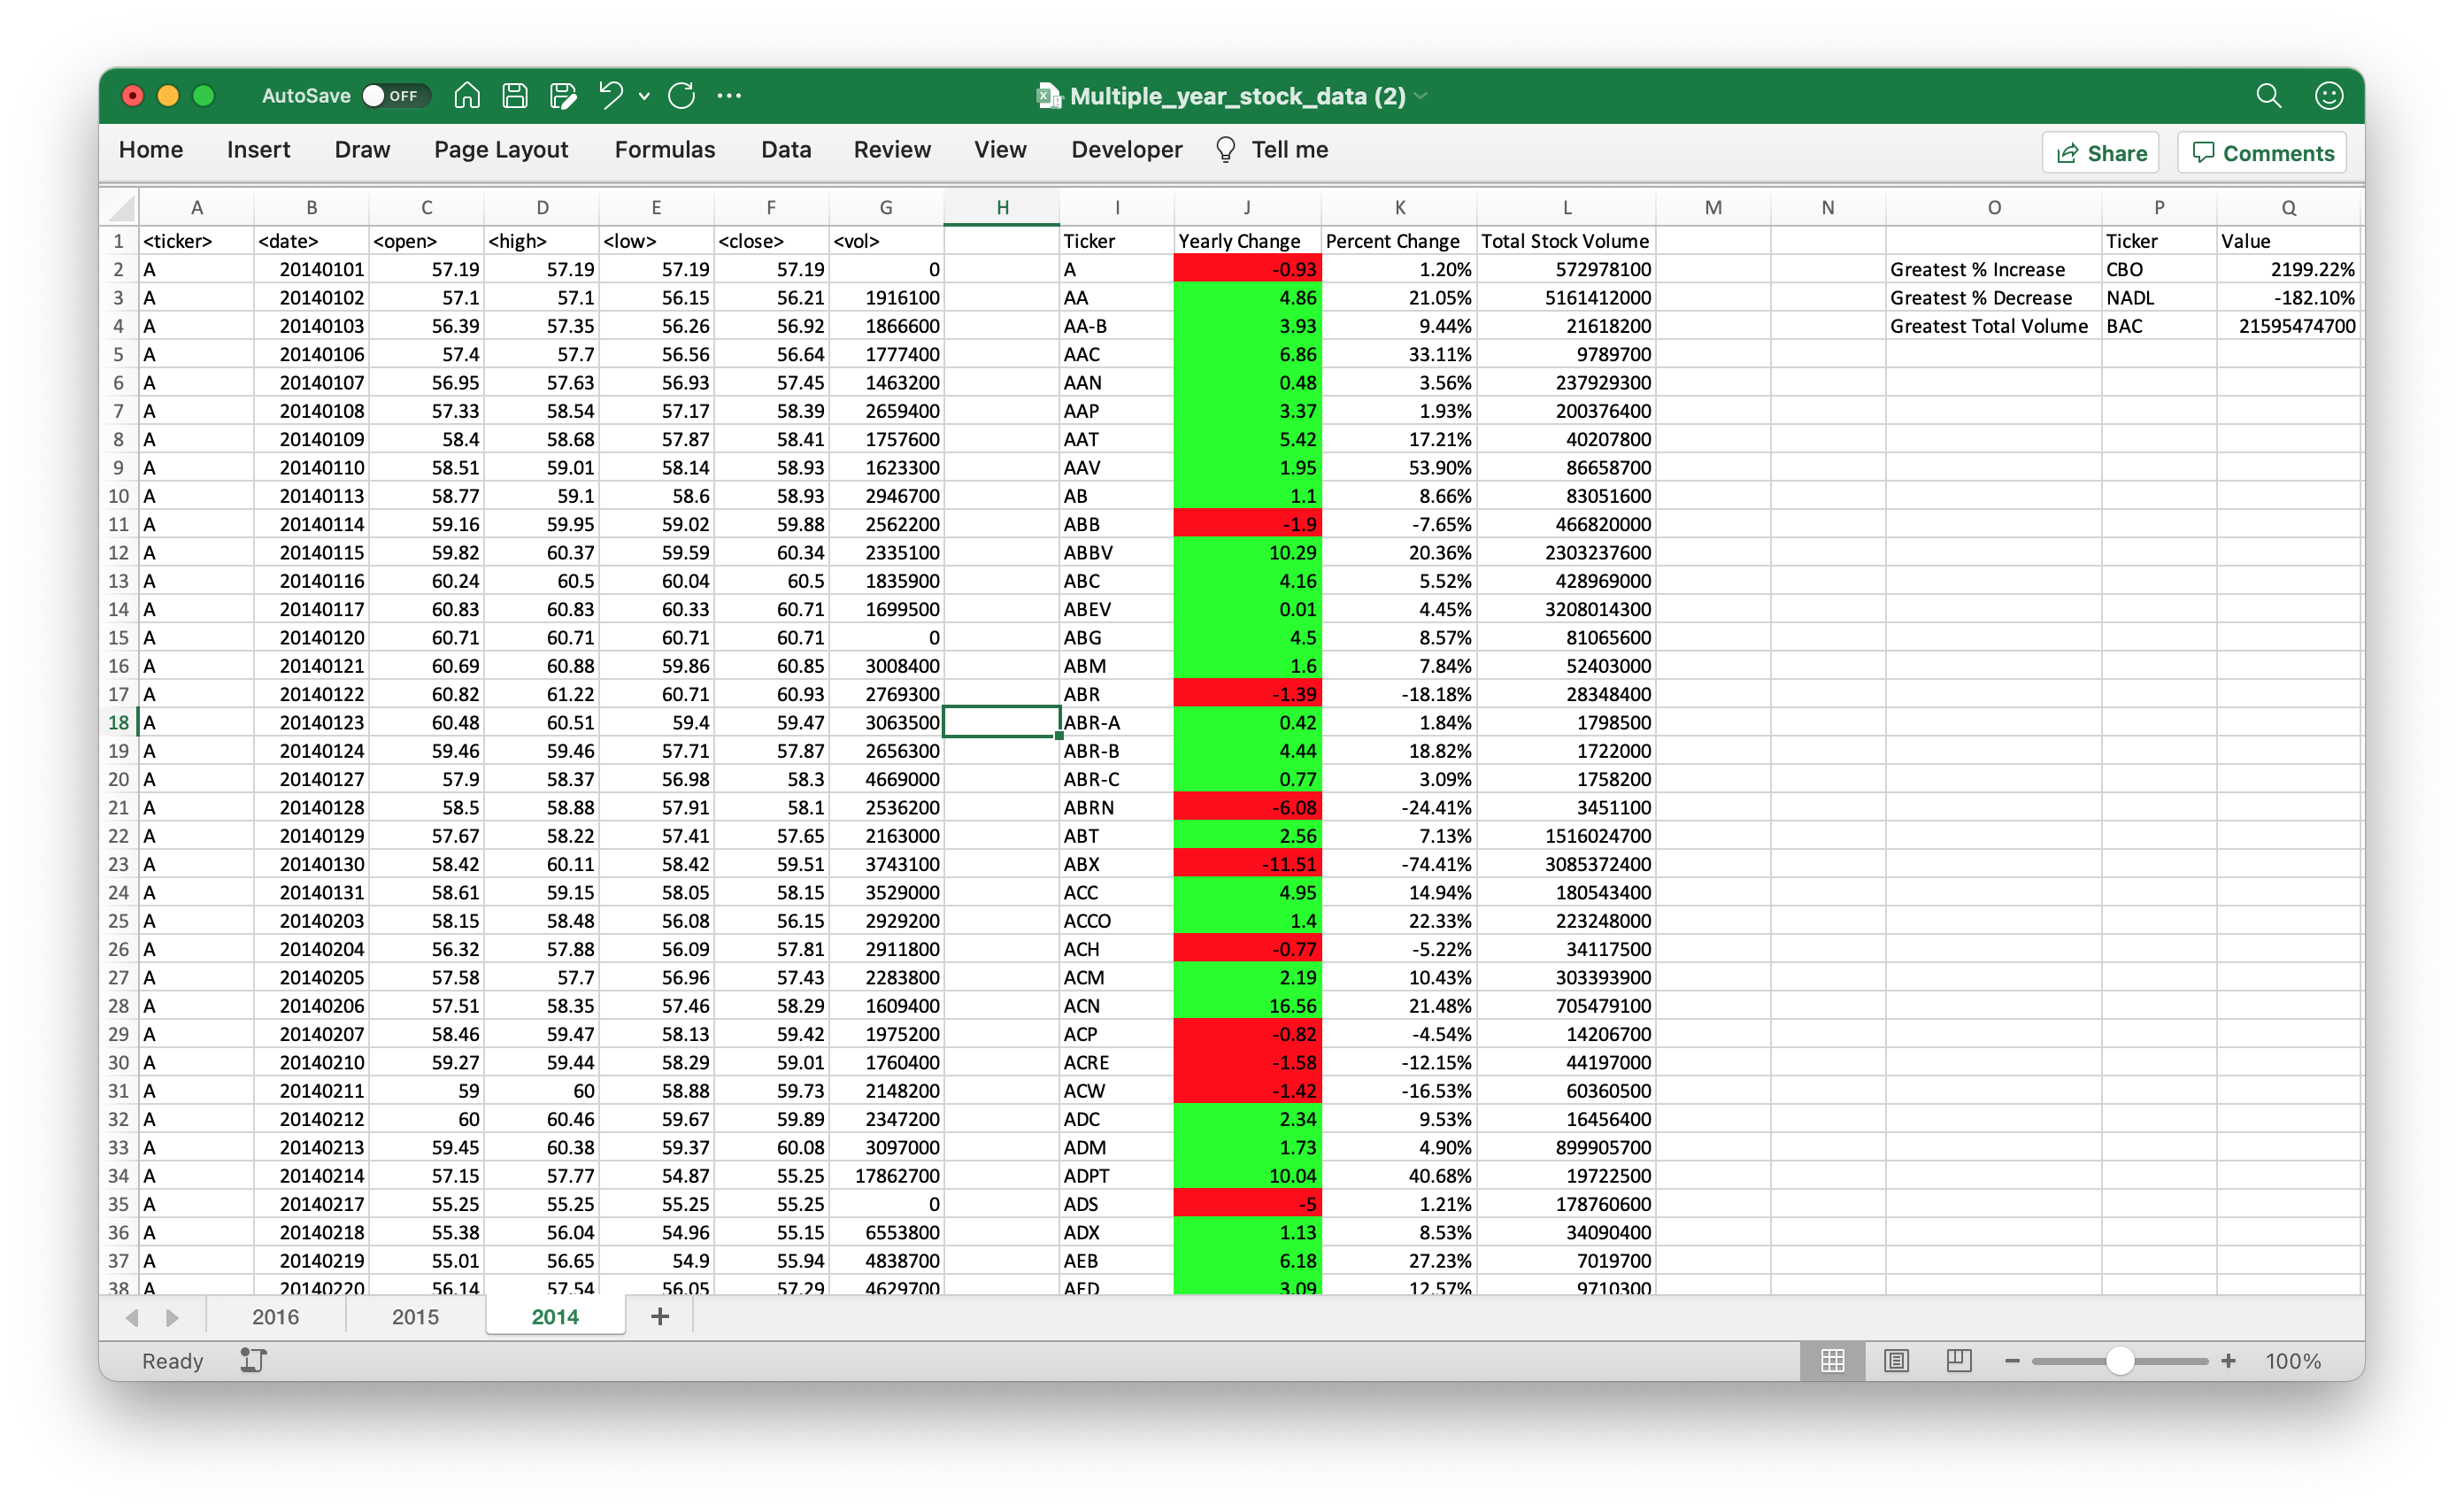 AutoSave OFF Multiple_year_stock_data (2)
Home Insert Draw Page Layout Formulas Data Review View Developer Tell me Share Comments
A B C D E F G H I J K L M N O P Q
1 <ticker> <date> <open> <high> <low> <close> <vol> Ticker Yearly Change Percent Change Total Stock Volume Ticker Value
2 A 20140101 57.19 57.19 57.19 57.19 0 A -0.93 1.20% 572978100 Greatest % Increase CBO 2199.22%
3 A 20140102 57.1 57.1 56.15 56.21 1916100 AA 4.86 21.05% 5161412000 Greatest % Decrease NADL -182.10%
4 A 20140103 56.39 57.35 56.26 56.92 1866600 AA-B 3.93 9.44% 21618200 Greatest Total Volume BAC 21595474700
5 A 20140106 57.4 57.7 56.56 56.64 1777400 AAC 6.86 33.11% 9789700
6 A 20140107 56.95 57.63 56.93 57.45 1463200 AAN 0.48 3.56% 237929300
7 A 20140108 57.33 58.54 57.17 58.39 2659400 AAP 3.37 1.93% 200376400
8 A 20140109 58.4 58.68 57.87 58.41 1757600 AAT 5.42 17.21% 40207800
9 A 20140110 58.51 59.01 58.14 58.93 1623300 AAV 1.95 53.90% 86658700
10 A 20140113 58.77 59.1 58.6 58.93 2946700 AB 1.1 8.66% 83051600
11 A 20140114 59.16 59.95 59.02 59.88 2562200 ABB -1.9 -7.65% 466820000
12 A 20140115 59.82 60.37 59.59 60.34 2335100 ABBV 10.29 20.36% 2303237600
13 A 20140116 60.24 60.5 60.04 60.5 1835900 ABC 4.16 5.52% 428969000
14 A 20140117 60.83 60.83 60.33 60.71 1699500 ABEV 0.01 4.45% 3208014300
15 A 20140120 60.71 60.71 60.71 60.71 0 ABG 4.5 8.57% 81065600
16 A 20140121 60.69 60.88 59.86 60.85 3008400 ABM 1.6 7.84% 52403000
17 A 20140122 60.82 61.22 60.71 60.93 2769300 ABR -1.39 -18.18% 28348400
18 A 20140123 60.48 60.51 59.4 59.47 3063500 ABR-A 0.42 1.84% 1798500
19 A 20140124 59.46 59.46 57.71 57.87 2656300 ABR-B 4.44 18.82% 1722000
20 A 20140127 57.9 58.37 56.98 58.3 4669000 ABR-C 0.77 3.09% 1758200
21 A 20140128 58.5 58.88 57.91 58.1 2536200 ABRN -6.08 -24.41% 3451100
22 A 20140129 57.67 58.22 57.41 57.65 2163000 ABT 2.56 7.13% 1516024700
23 A 20140130 58.42 60.11 58.42 59.51 3743100 ABX -11.51 -74.41% 3085372400
24 A 20140131 58.61 59.15 58.05 58.15 3529000 ACC 4.95 14.94% 180543400
25 A 20140203 58.15 58.48 56.08 56.15 2929200 ACCO 1.4 22.33% 223248000
26 A 20140204 56.32 57.88 56.09 57.81 2911800 ACH -0.77 -5.22% 34117500
27 A 20140205 57.58 57.7 56.96 57.43 2283800 ACM 2.19 10.43% 303393900
28 A 20140206 57.51 58.35 57.46 58.29 1609400 ACN 16.56 21.48% 705479100
29 A 20140207 58.46 59.47 58.13 59.42 1975200 ACP -0.82 -4.54% 14206700
30 A 20140210 59.27 59.44 58.29 59.01 1760400 ACRE -1.58 -12.15% 44197000
31 A 20140211 59 60 58.88 59.73 2148200 ACW -1.42 -16.53% 60360500
32 A 20140212 60 60.46 59.67 59.89 2347200 ADC 2.34 9.53% 16456400
33 A 20140213 59.45 60.38 59.37 60.08 3097000 ADM 1.73 4.90% 899905700
34 A 20140214 57.15 57.77 54.87 55.25 17862700 ADPT 10.04 40.68% 19722500
35 A 20140217 55.25 55.25 55.25 55.25 0 ADS -5 1.21% 178760600
36 A 20140218 55.38 56.04 54.96 55.15 6553800 ADX 1.13 8.53% 34090400
37 A 20140219 55.01 56.65 54.9 55.94 4838700 AEB 6.18 27.23% 7019700
38 A 20140220 56.14 57.54 56.05 57.29 4629700 AED 3.09 12.57% 9710300
2016 2015 2014
Ready 100%